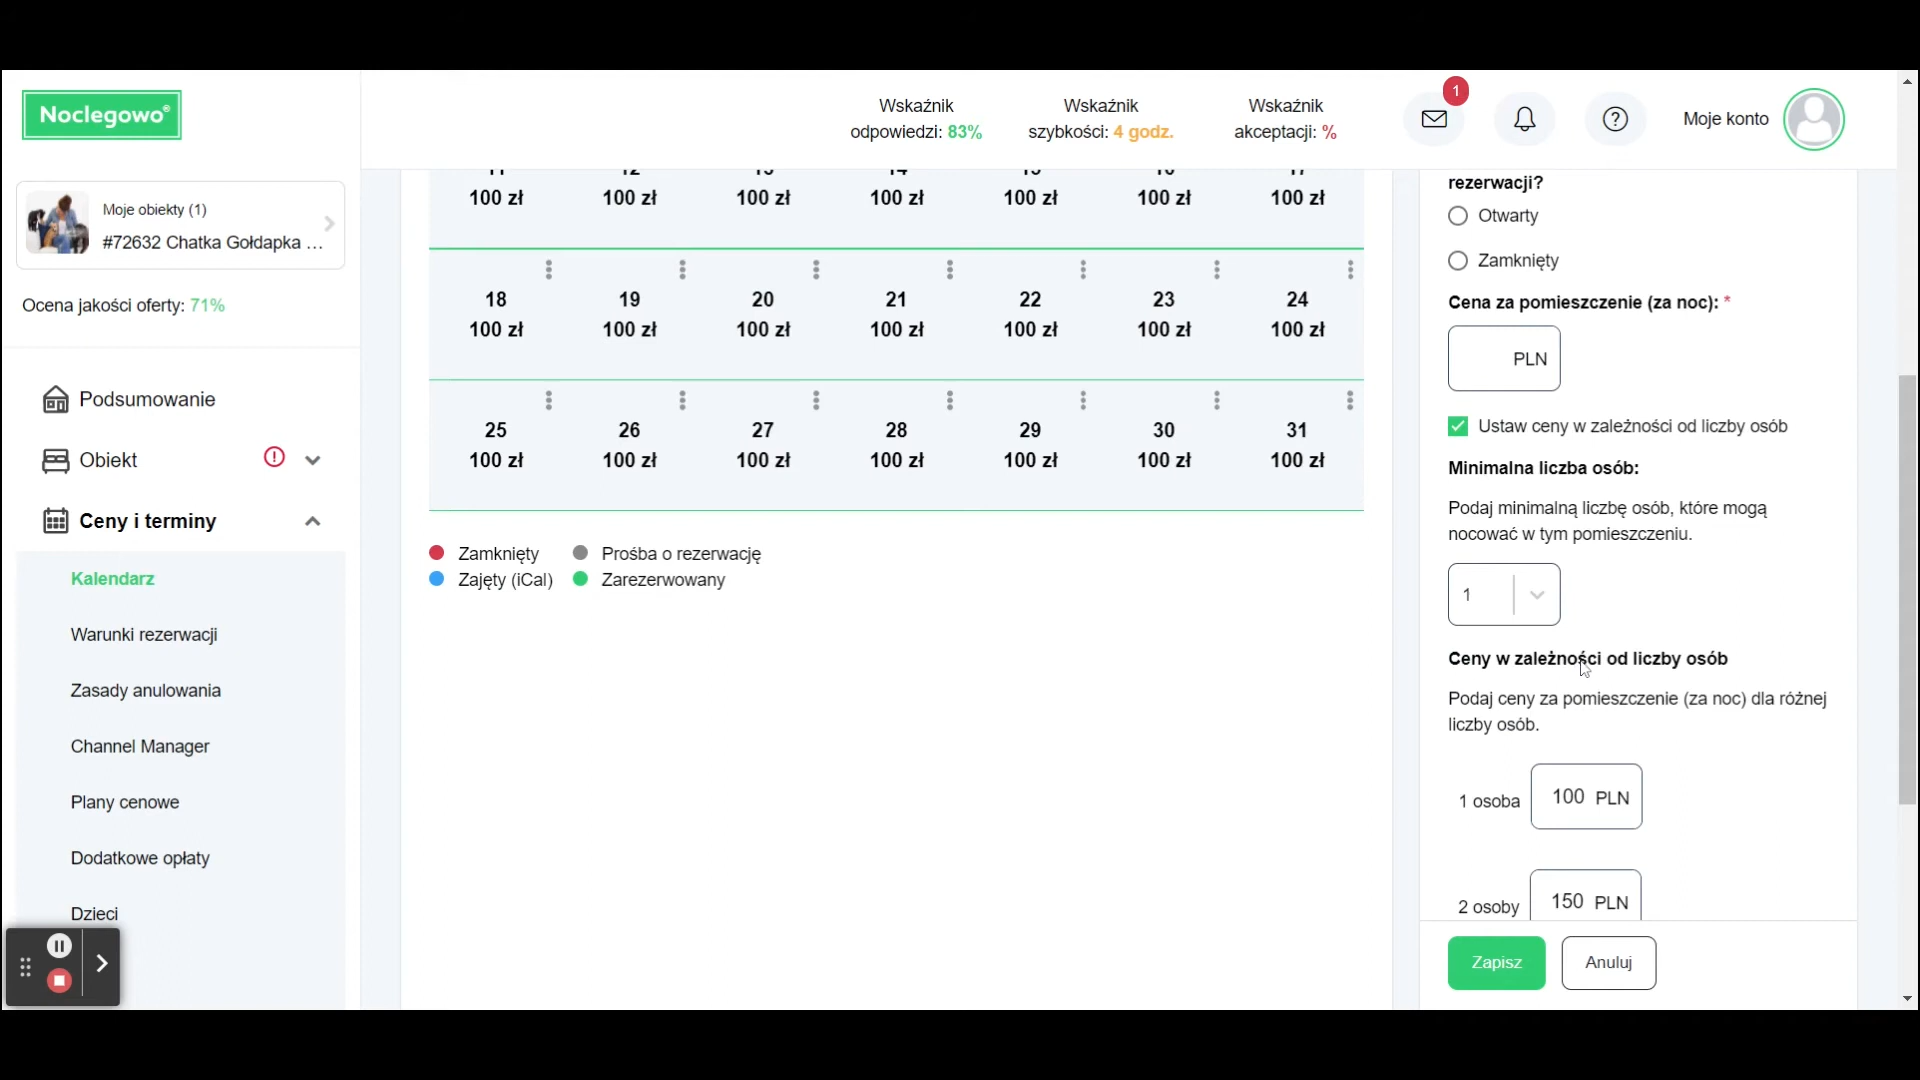 Noclegowo®
Wskaźnik odpowiedzi: 83%
Wskaźnik szybkości: 4 godz.
Wskaźnik akceptacji: %
1
Moje konto
Moje obiekty (1)
#72632 Chatka Gołdapka ...
Ocena jakości oferty: 71%
Podsumowanie
Obiekt
Ceny i terminy
Kalendarz
Warunki rezerwacji
Zasady anulowania
Channel Manager
Plany cenowe
Dodatkowe opłaty
Dzieci
11 12 13 14 15 16 17
100 zł 100 zł 100 zł 100 zł 100 zł 100 zł 100 zł
18 19 20 21 22 23 24
100 zł 100 zł 100 zł 100 zł 100 zł 100 zł 100 zł
25 26 27 28 29 30 31
100 zł 100 zł 100 zł 100 zł 100 zł 100 zł 100 zł
Zamknięty Prośba o rezerwację
Zajęty (iCal) Zarezerwowany
rezerwacji?
Otwarty
Zamknięty
Cena za pomieszczenie (za noc): *
PLN
Ustaw ceny w zależności od liczby osób
Minimalna liczba osób:
Podaj minimalną liczbę osób, które mogą
nocować w tym pomieszczeniu.
1
Ceny w zależności od liczby osób
Podaj ceny za pomieszczenie (za noc) dla różnej
liczby osób.
1 osoba 100 PLN
2 osoby 150 PLN
Zapisz Anuluj